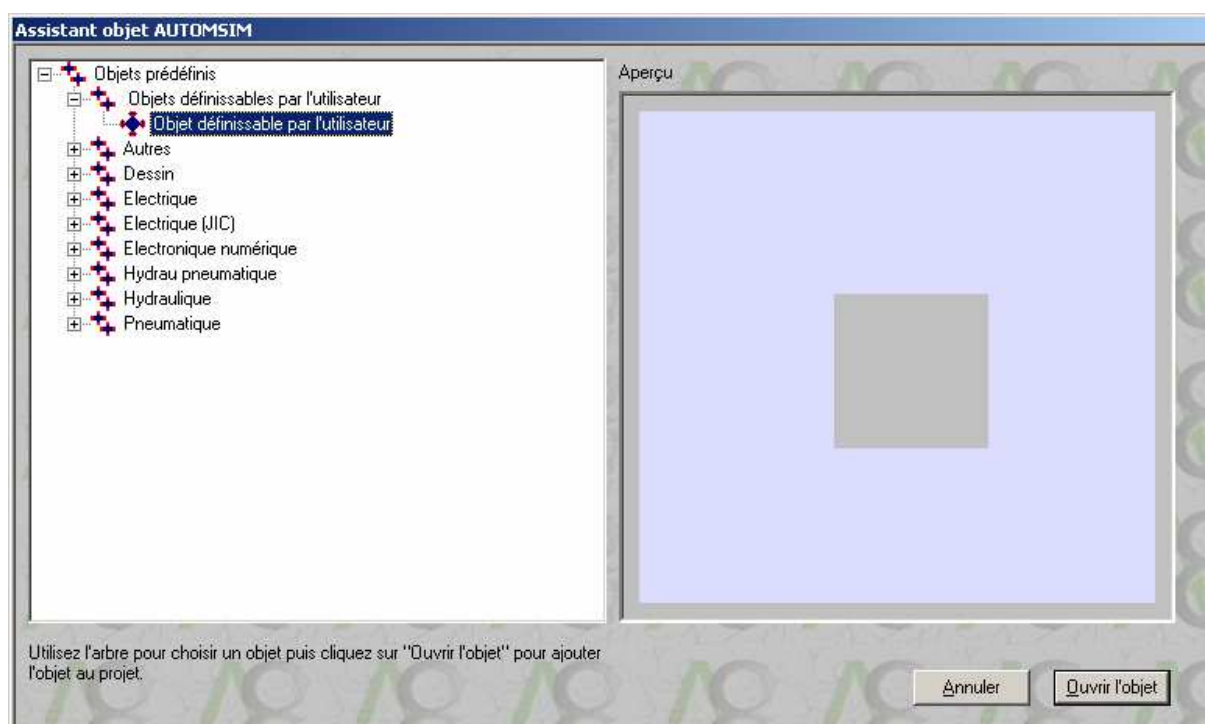 Assistant objet AUTOMSIM
Objets prédéfinis
Objets définissables par l'utilisateur
Objet définissable par l'utilisateur
Autres
Dessin
Electrique
Electrique (JIC)
Electronique numérique
Hydrau pneumatique
Hydraulique
Pneumatique
Aperçu
Utilisez l'arbre pour choisir un objet puis cliquez sur "Ouvrir l'objet" pour ajouter
l'objet au projet.
Annuler
Ouvrir l'objet